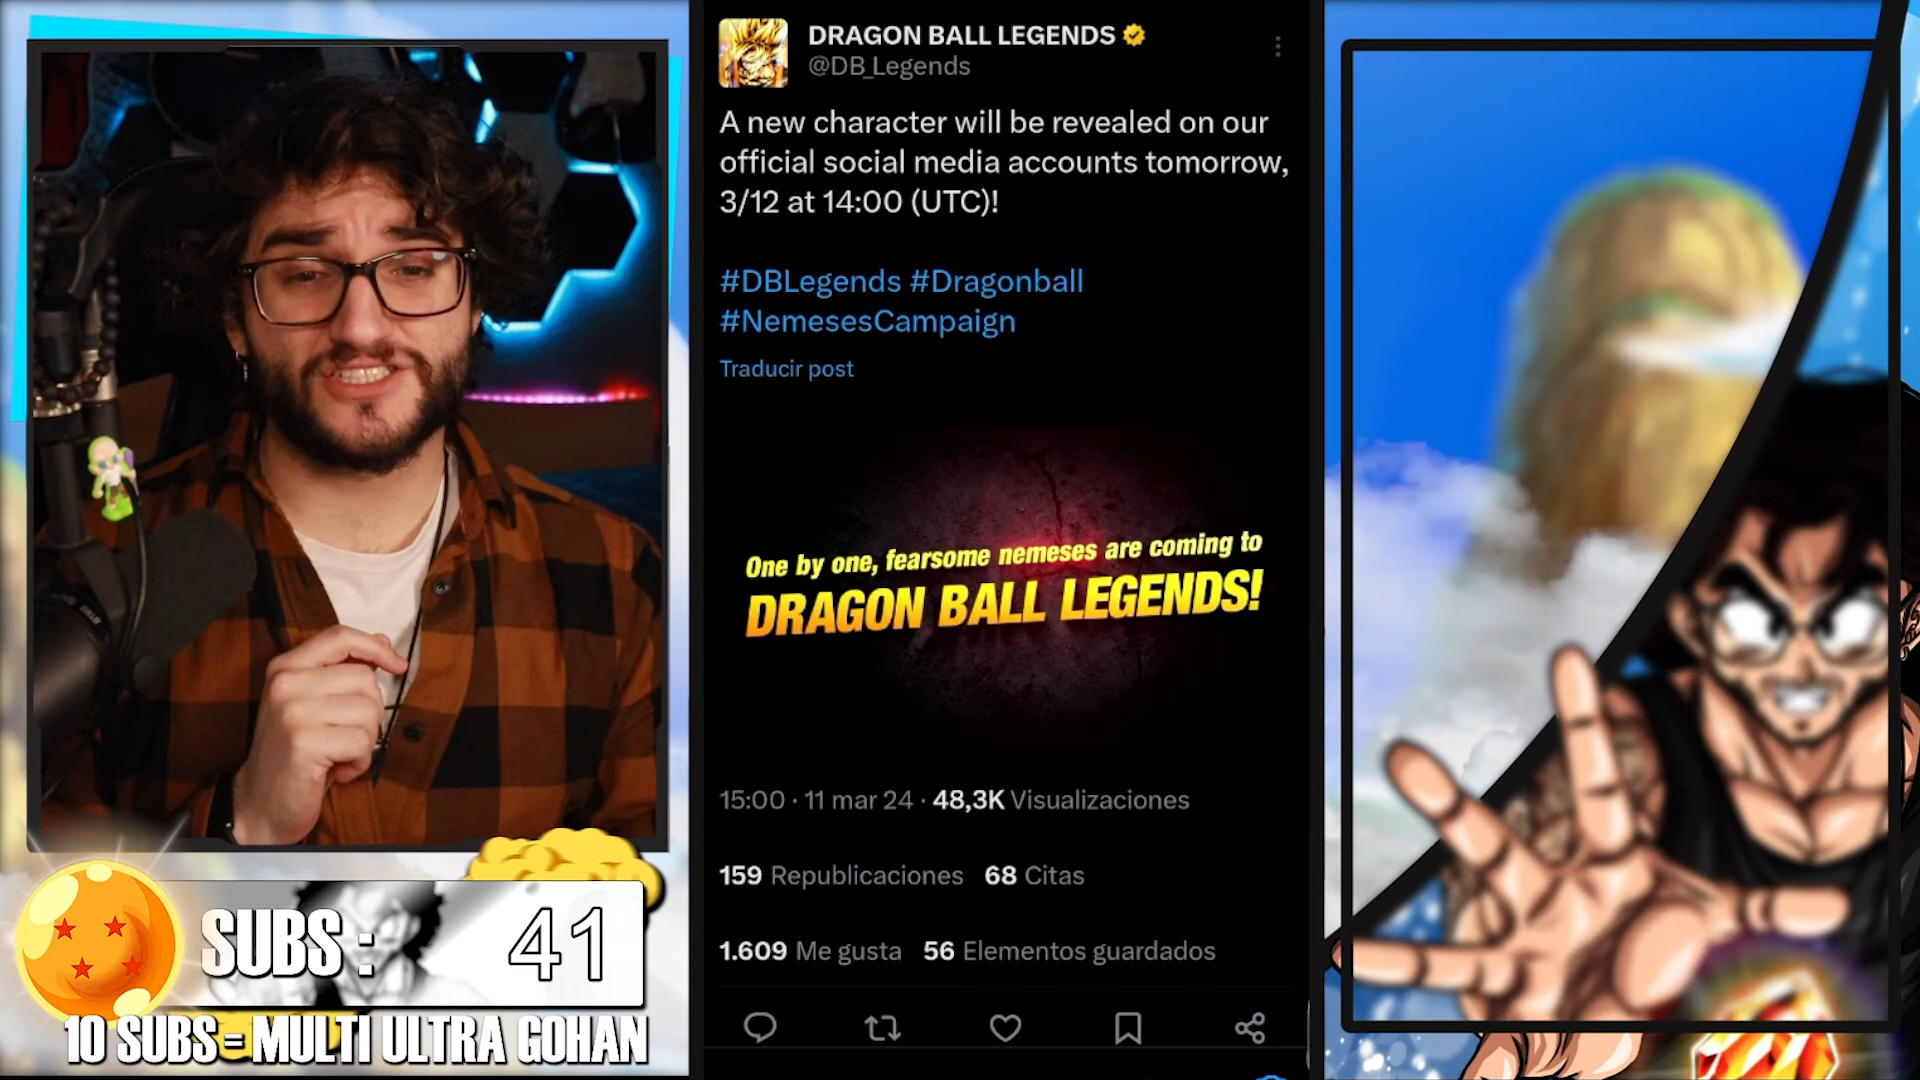 DRAGON BALL LEGENDS
@DB_Legends
A new character will be revealed on our
official social media accounts tomorrow,
3/12 at 14:00 (UTC)!
#DBLegends #Dragonball
#NemesesCampaign
Traducir post
One by one, fearsome nemeses are coming to
DRAGON BALL LEGENDS!
15:00 · 11 mar 24 · 48,3K Visualizaciones
159 Republicaciones 68 Citas
1.609 Me gusta 56 Elementos guardados
SUBS : 41
10 SUBS = MULTI ULTRA GOHAN